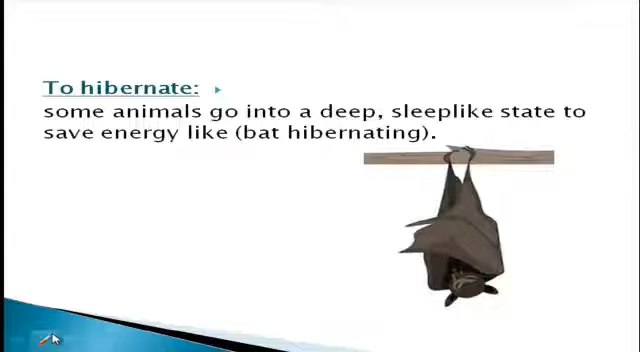 To hibernate:
some animals go into a deep, sleeplike state to
save energy like (bat hibernating).